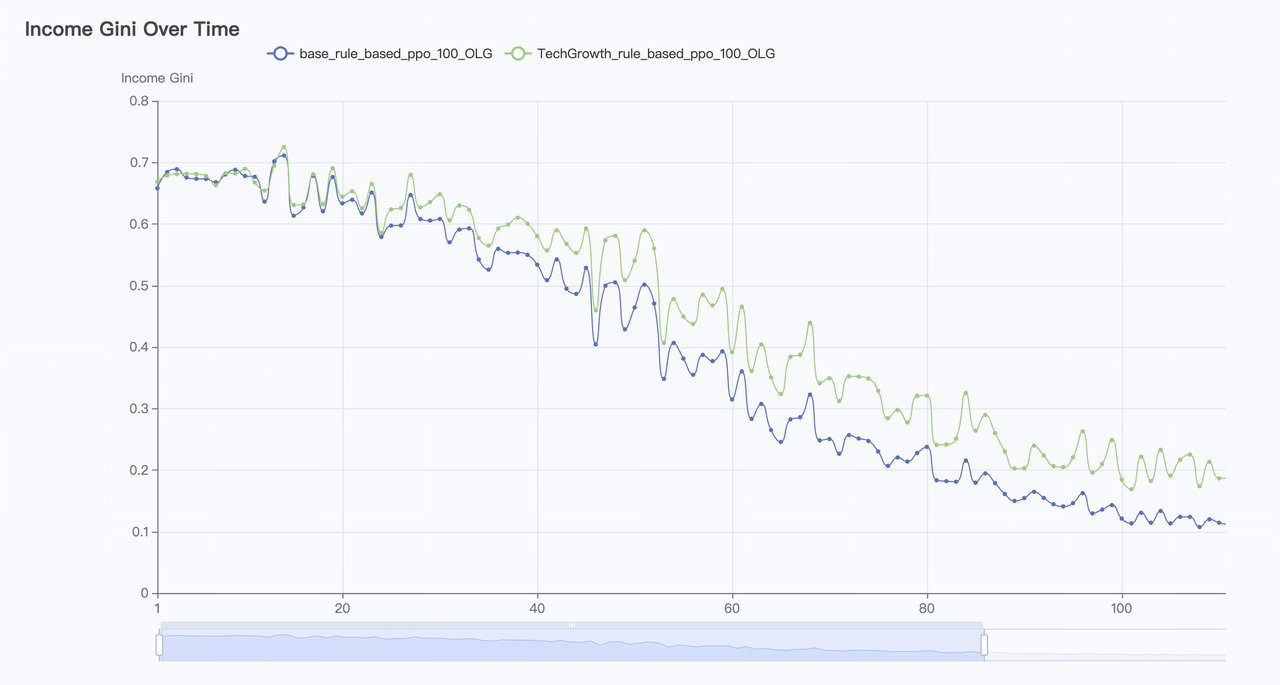 Income Gini Over Time
base_rule_based_ppo_100_OLG TechGrowth_rule_based_ppo_100_OLG
Income Gini
0.8
0.7
0.6
0.5
0.4
0.3
0.2
0.1
0
1 20 40 60 80 100